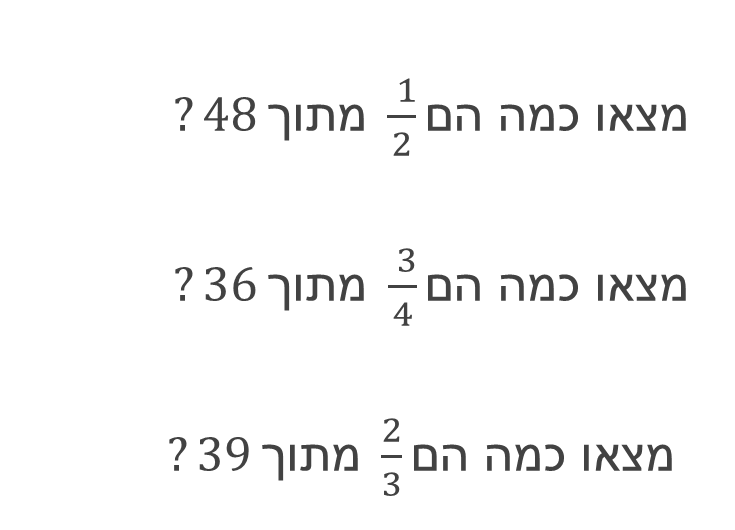 מצאו כמה הם 1/2 מתוך 48 ?
מצאו כמה הם 3/4 מתוך 36 ?
מצאו כמה הם 2/3 מתוך 39 ?